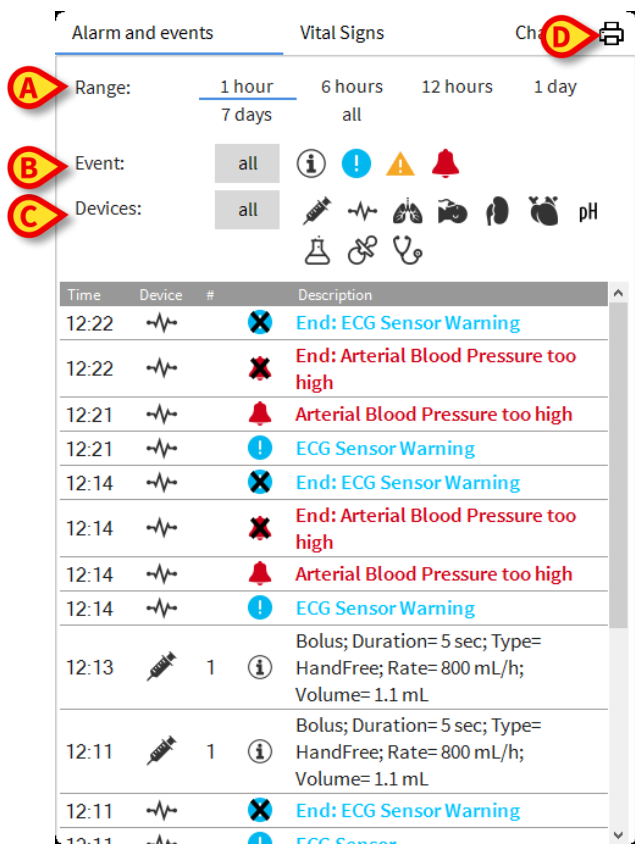 Alarm and events Vital Signs Cha D
A Range: 1 hour 6 hours 12 hours 1 day
7 days all
B Event: all
C Devices: all pH
Time Device # Description
12:22 End: ECG Sensor Warning
12:22 End: Arterial Blood Pressure too
high
12:21 Arterial Blood Pressure too high
12:21 ECG Sensor Warning
12:14 End: ECG Sensor Warning
12:14 End: Arterial Blood Pressure too
high
12:14 Arterial Blood Pressure too high
12:14 ECG Sensor Warning
Bolus; Duration= 5 sec; Type=
12:13 1 HandFree; Rate= 800 mL/h;
Volume= 1.1 mL
Bolus; Duration= 5 sec; Type=
12:11 1 HandFree; Rate= 800 mL/h;
Volume= 1.1 mL
12:11 End: ECG Sensor Warning
12:11 ECG Sensor